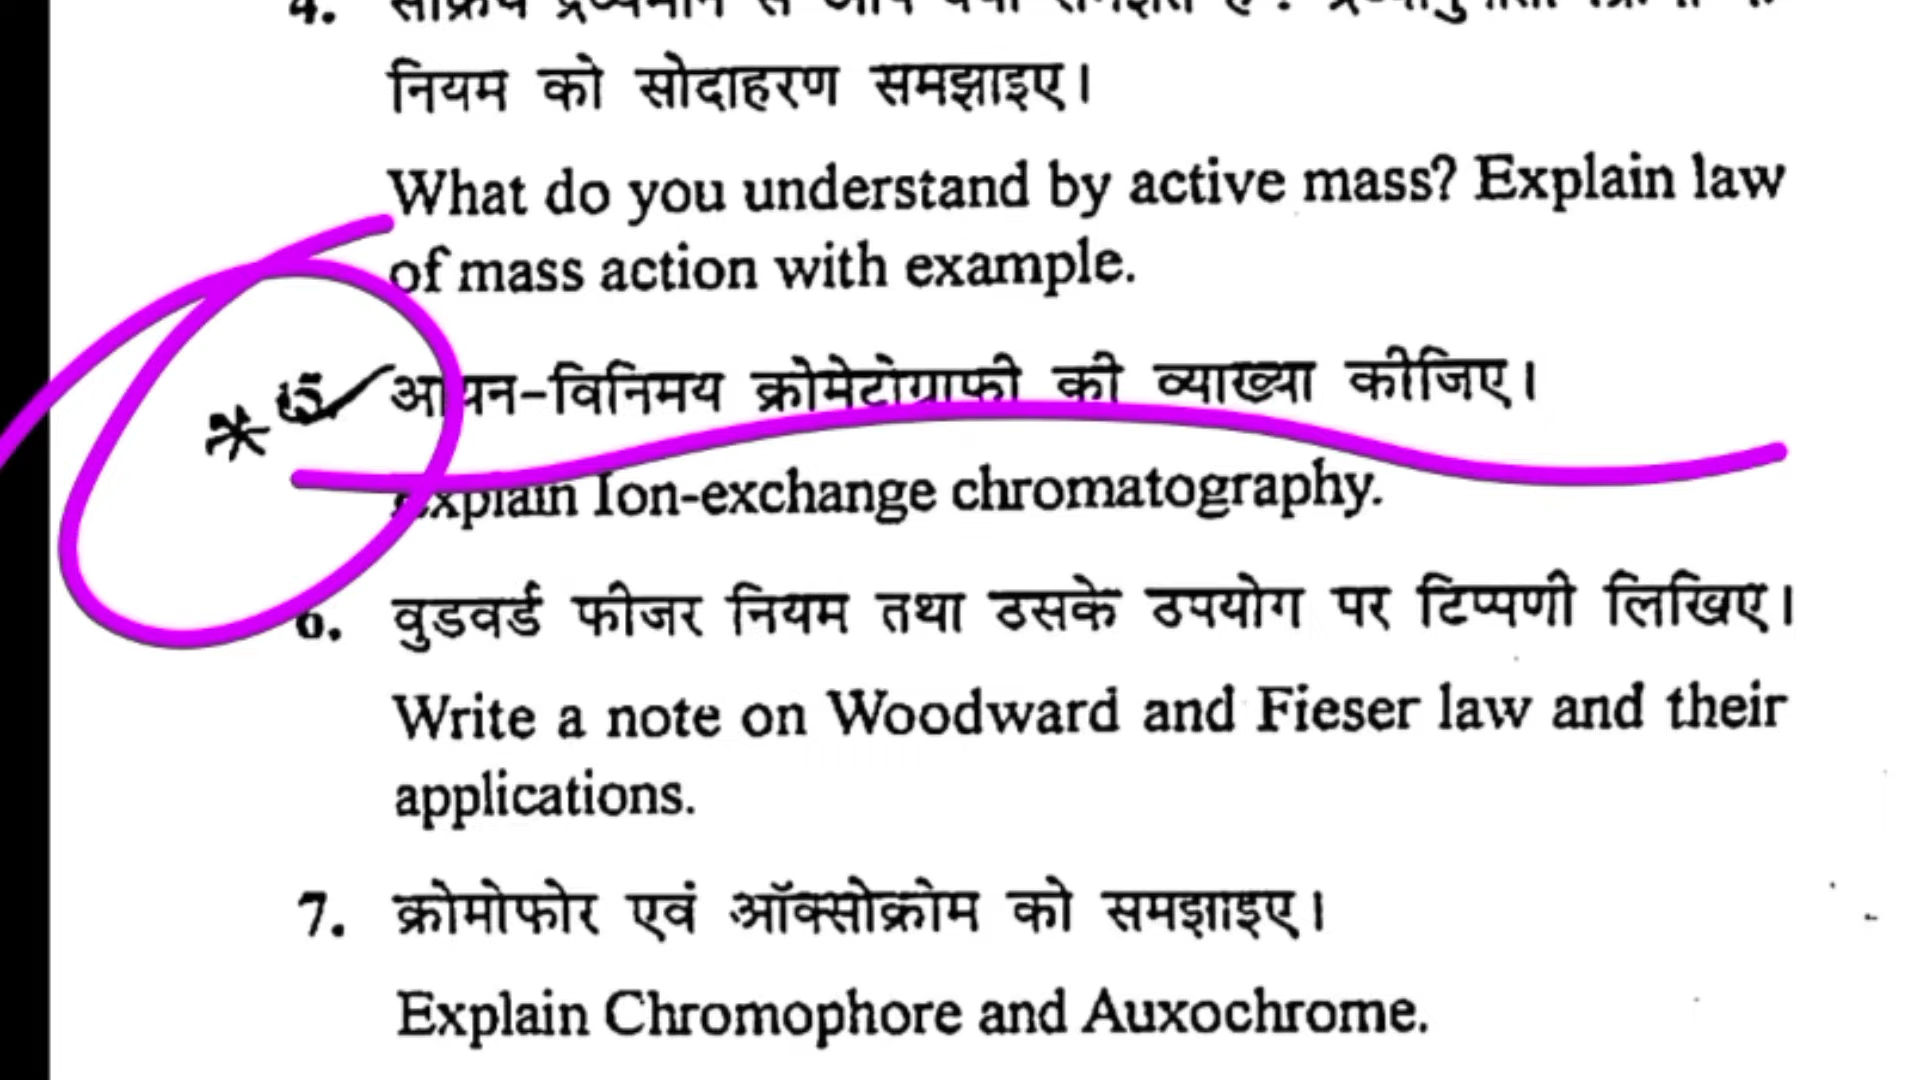 4.
नियम को सोदाहरण समझाइए।
What do you understand by active mass? Explain law
of mass action with example.
5. आयन-विनिमय क्रोमेटोग्राफी की व्याख्या कीजिए।
Explain Ion-exchange chromatography.
6. वुडवर्ड फीजर नियम तथा उसके उपयोग पर टिप्पणी लिखिए।
Write a note on Woodward and Fieser law and their
applications.
7. क्रोमोफोर एवं ऑक्सोक्रोम को समझाइए।
Explain Chromophore and Auxochrome.